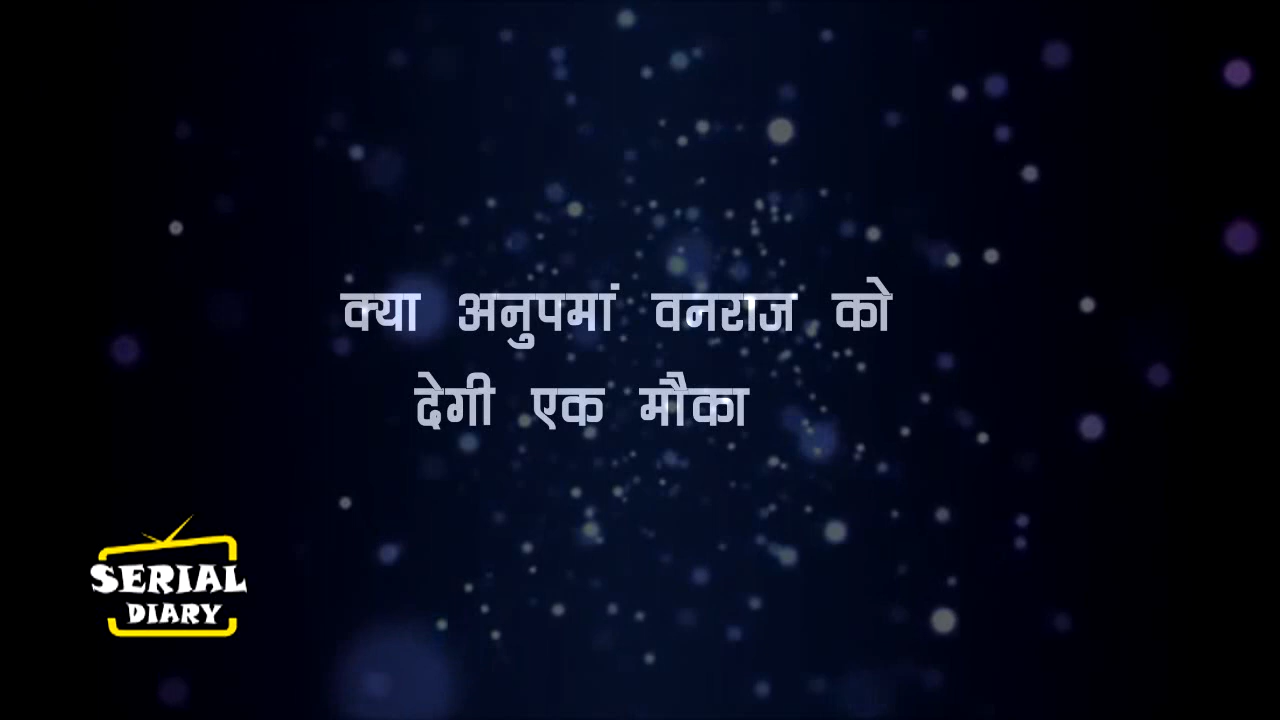 क्या अनुपमां वनराज को
देगी एक मौका
SERIAL
DIARY